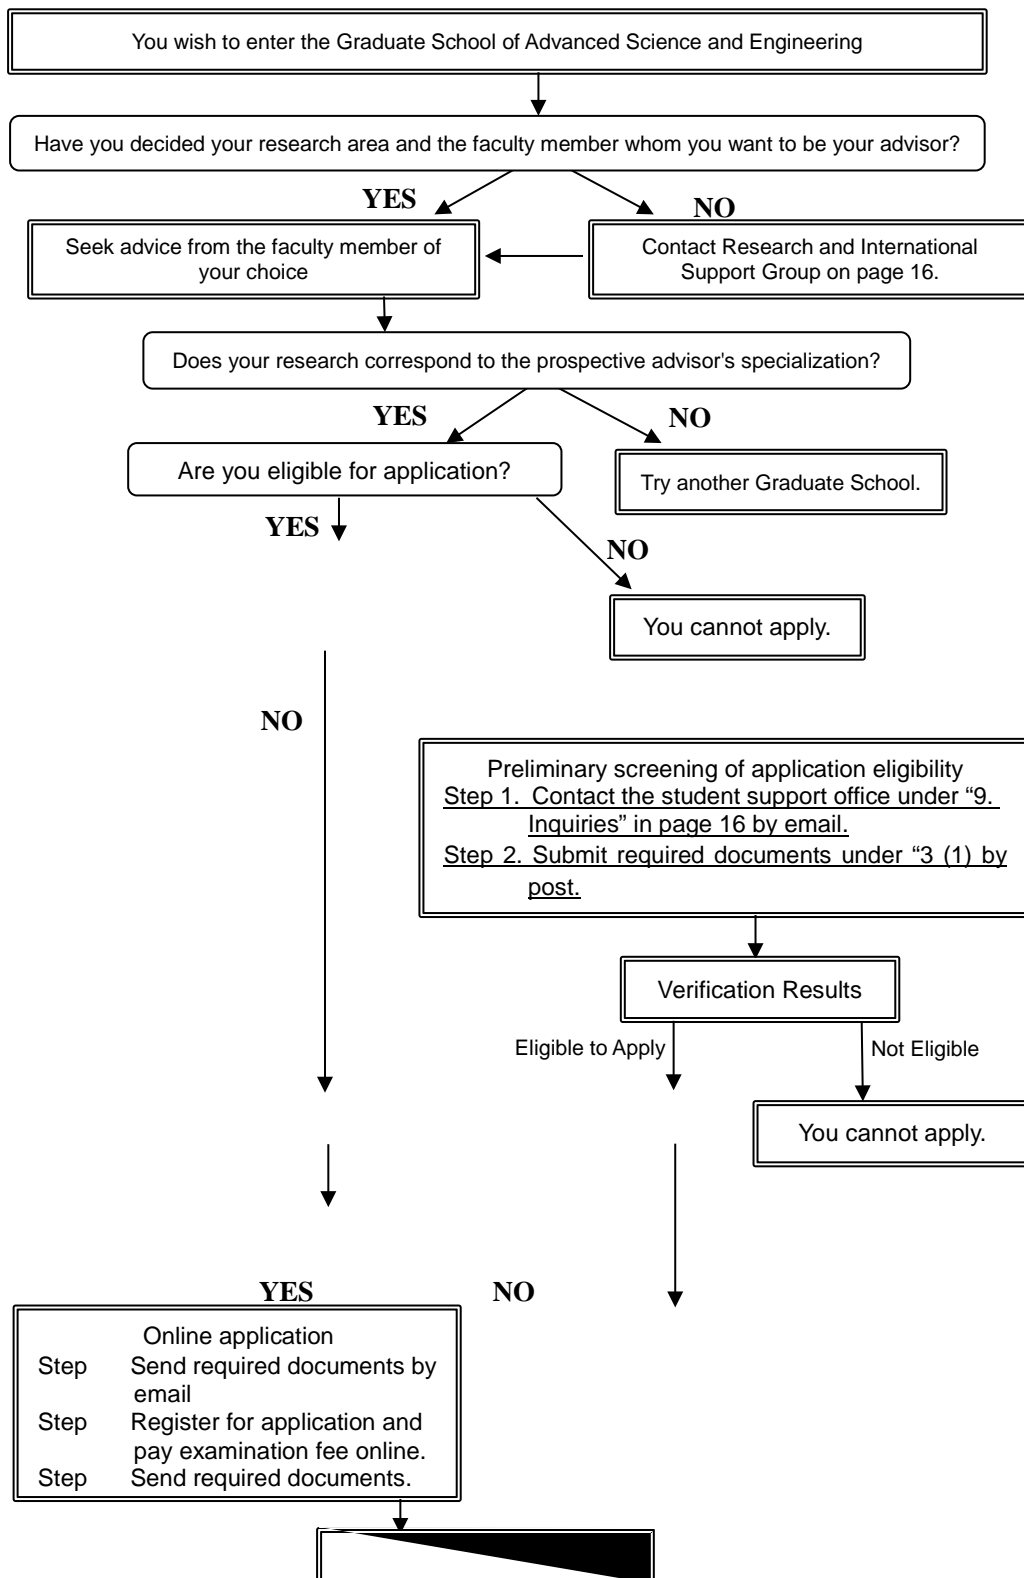 You wish to enter the Graduate School of Advanced Science and Engineering
Have you decided your research area and the faculty member whom you want to be your advisor?
YES
NO
Seek advice from the faculty member of
your choice
Contact Research and International
Support Group on page 16.
Does your research correspond to the prospective advisor's specialization?
YES
NO
Are you eligible for application?
Try another Graduate School.
YES
NO
You cannot apply.
NO
Preliminary screening of application eligibility
Step 1. Contact the student support office under “9.
Inquiries” in page 16 by email.
Step 2. Submit required documents under “3 (1) by
post.
Verification Results
Eligible to Apply
Not Eligible
You cannot apply.
YES
NO
Online application
Step Send required documents by
email
Step Register for application and
pay examination fee online.
Step Send required documents.